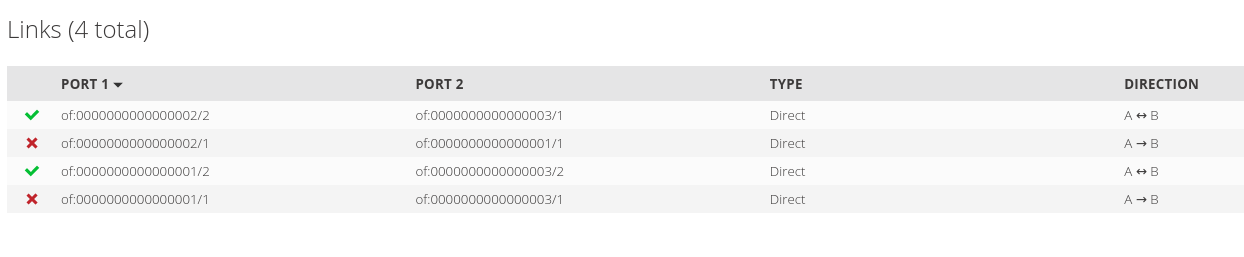 Links (4 total)
PORT 1 PORT 2 TYPE DIRECTION
of:0000000000000002/2 of:0000000000000003/1 Direct A ↔ B
of:0000000000000002/1 of:0000000000000001/1 Direct A → B
of:0000000000000001/2 of:0000000000000003/2 Direct A ↔ B
of:0000000000000001/1 of:0000000000000003/1 Direct A → B